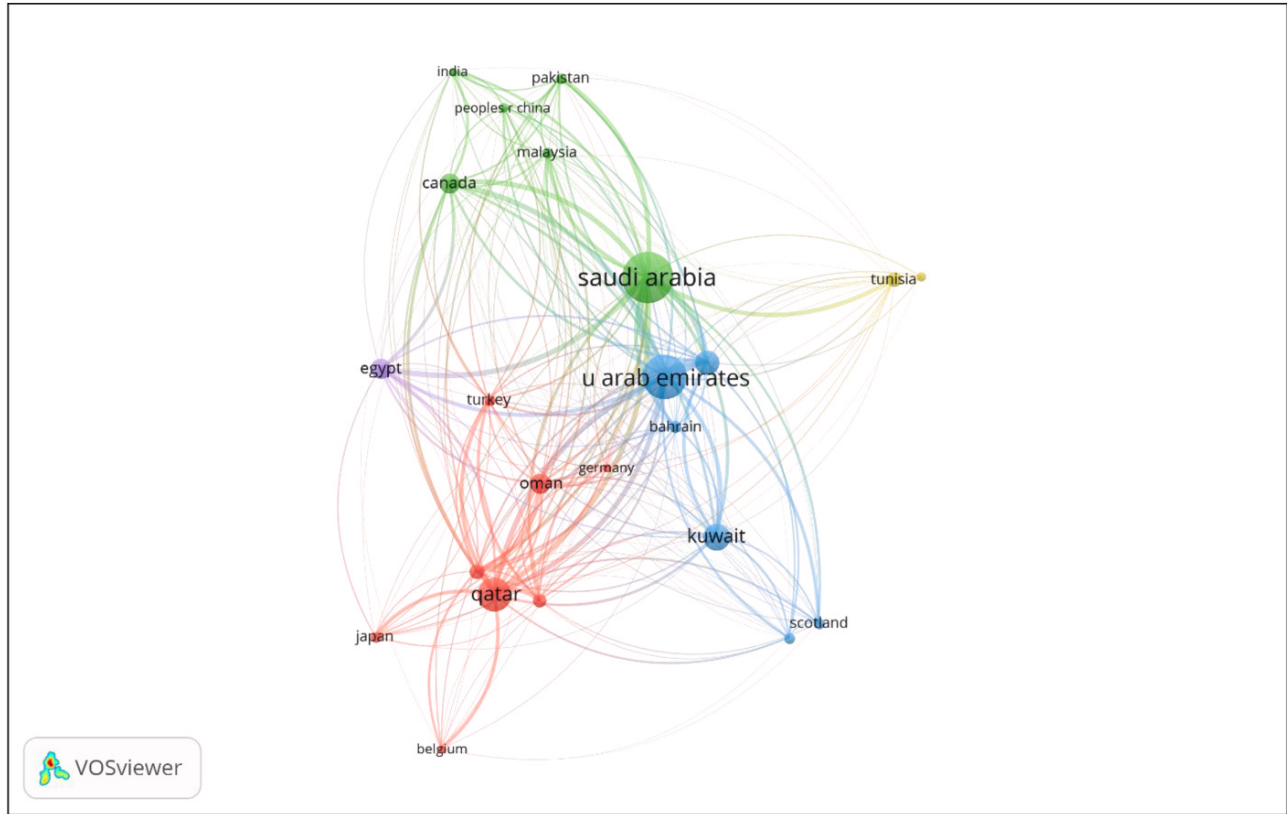 india
pakistan
peoples r china
malaysia
canada
saudi arabia
tunisia
egypt
u arab emirates
turkey
bahrain
germany
oman
kuwait
qatar
scotland
japan
belgium
VOSviewer